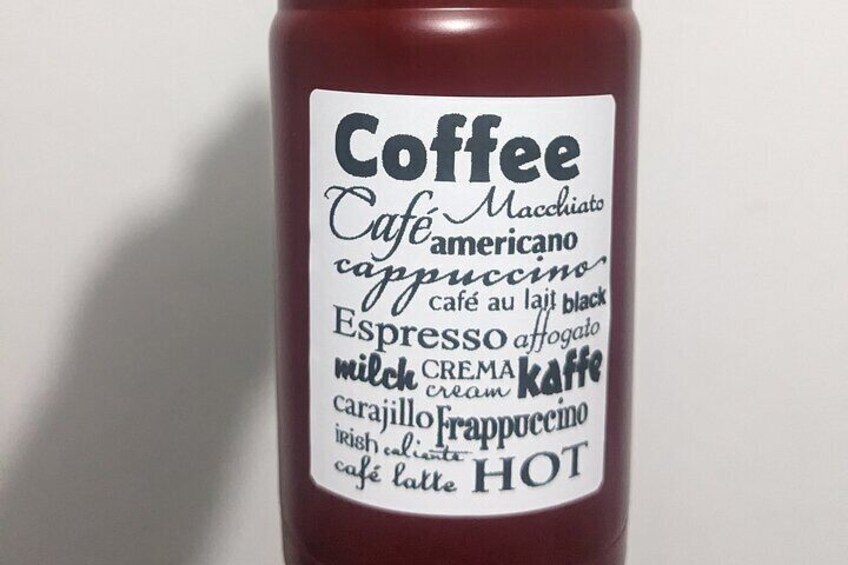 Coffee
Café Macchiato
americano
cappuccino
café au lait black
Espresso affogato
milch CREMA kaffe
cream
carajillo Frappuccino
irish caliente
café latte HOT